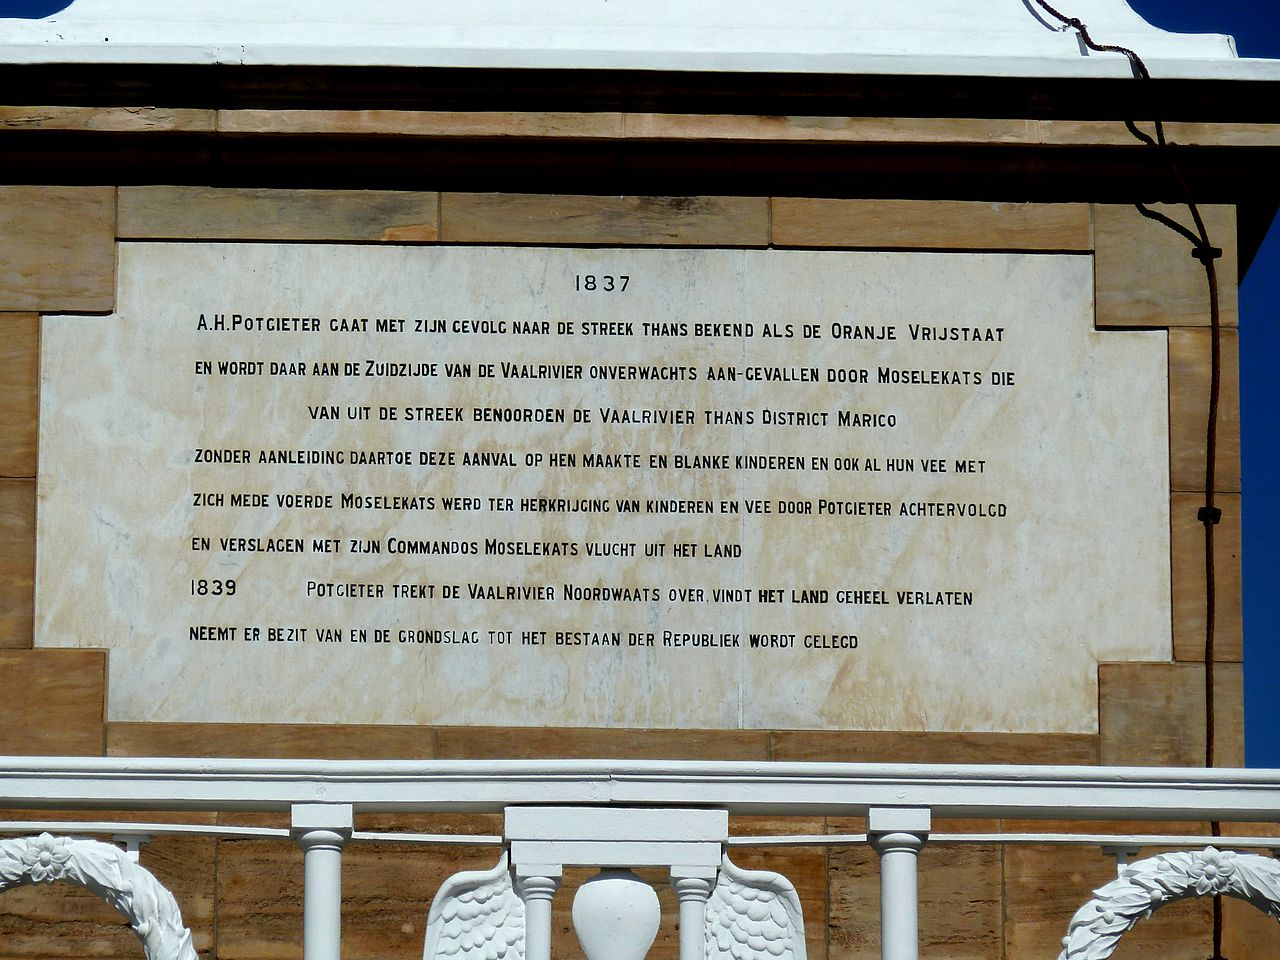 1837
A.H. POTGIETER GAAT MET ZIJN GEVOLG NAAR DE STREEK THANS BEKEND ALS DE ORANJE VRIJSTAAT
EN WORDT DAAR AAN DE ZUIDZIJDE VAN DE VAALRIVIER ONVERWACHTS AAN-GEVALLEN DOOR MOSELEKATS DIE
VAN UIT DE STREEK BENOORDEN DE VAALRIVIER THANS DISTRICT MARICO
ZONDER AANLEIDING DAARTOE DEZE AANVAL OP HEN MAAKTE EN BLANKE KINDEREN EN OOK AL HUN VEE MET
ZICH MEDE VOERDE MOSELEKATS WERD TER HERKRIJGING VAN KINDEREN EN VEE DOOR POTGIETER ACHTERVOLGD
EN VERSLAGEN MET ZIJN COMMANDOS MOSELEKATS VLUCHT UIT HET LAND
1839 POTGIETER TREKT DE VAALRIVIER NOORDWAATS OVER. VINDT HET LAND GEHEEL VERLATEN
NEEMT ER BEZIT VAN EN DE GRONDSLAG TOT HET BESTAAN DER REPUBLIEK WORDT GELEGD